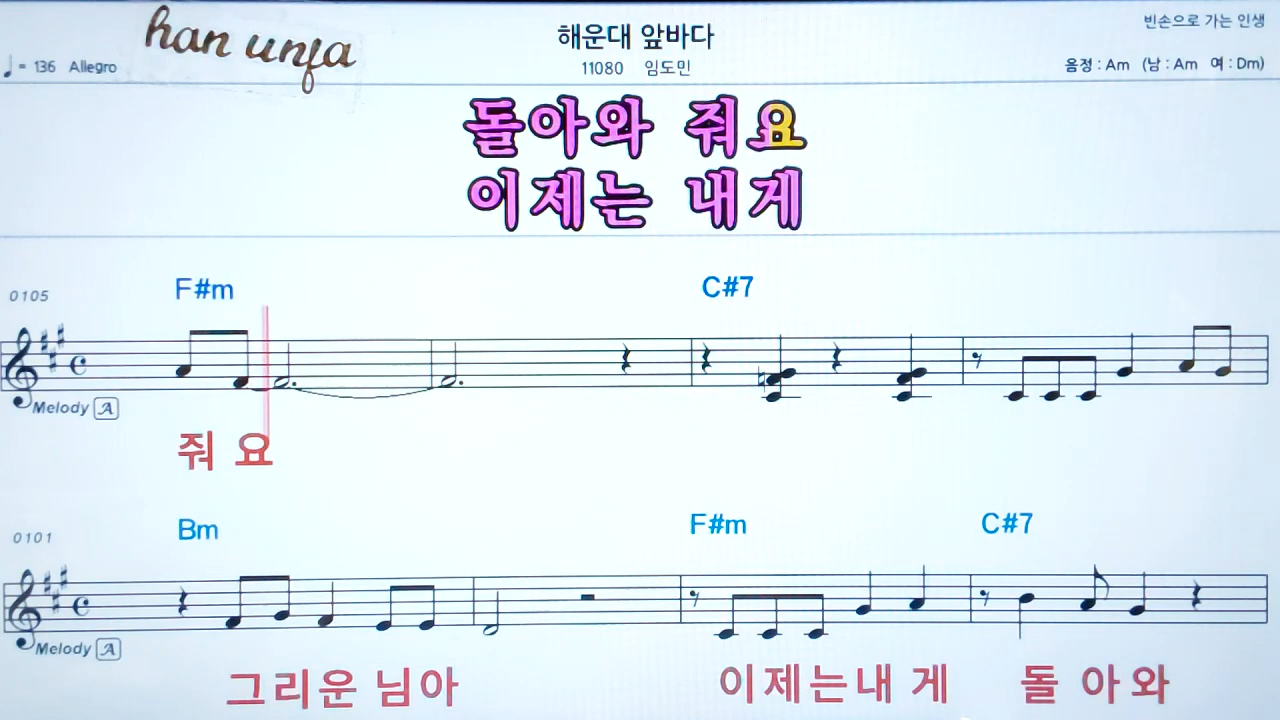 han unfa
해운대 앞바다
빈손으로 가는 인생
♩= 136 Allegro
11080 임도민
음정 : Am (남 : Am 여 : Dm)
돌아와 줘요
이제는 내게
F#m C#7
0105
Melody A
줘 요
Bm F#m C#7
0101
Melody A
그리운 님아 이제는내 게 돌 아 와